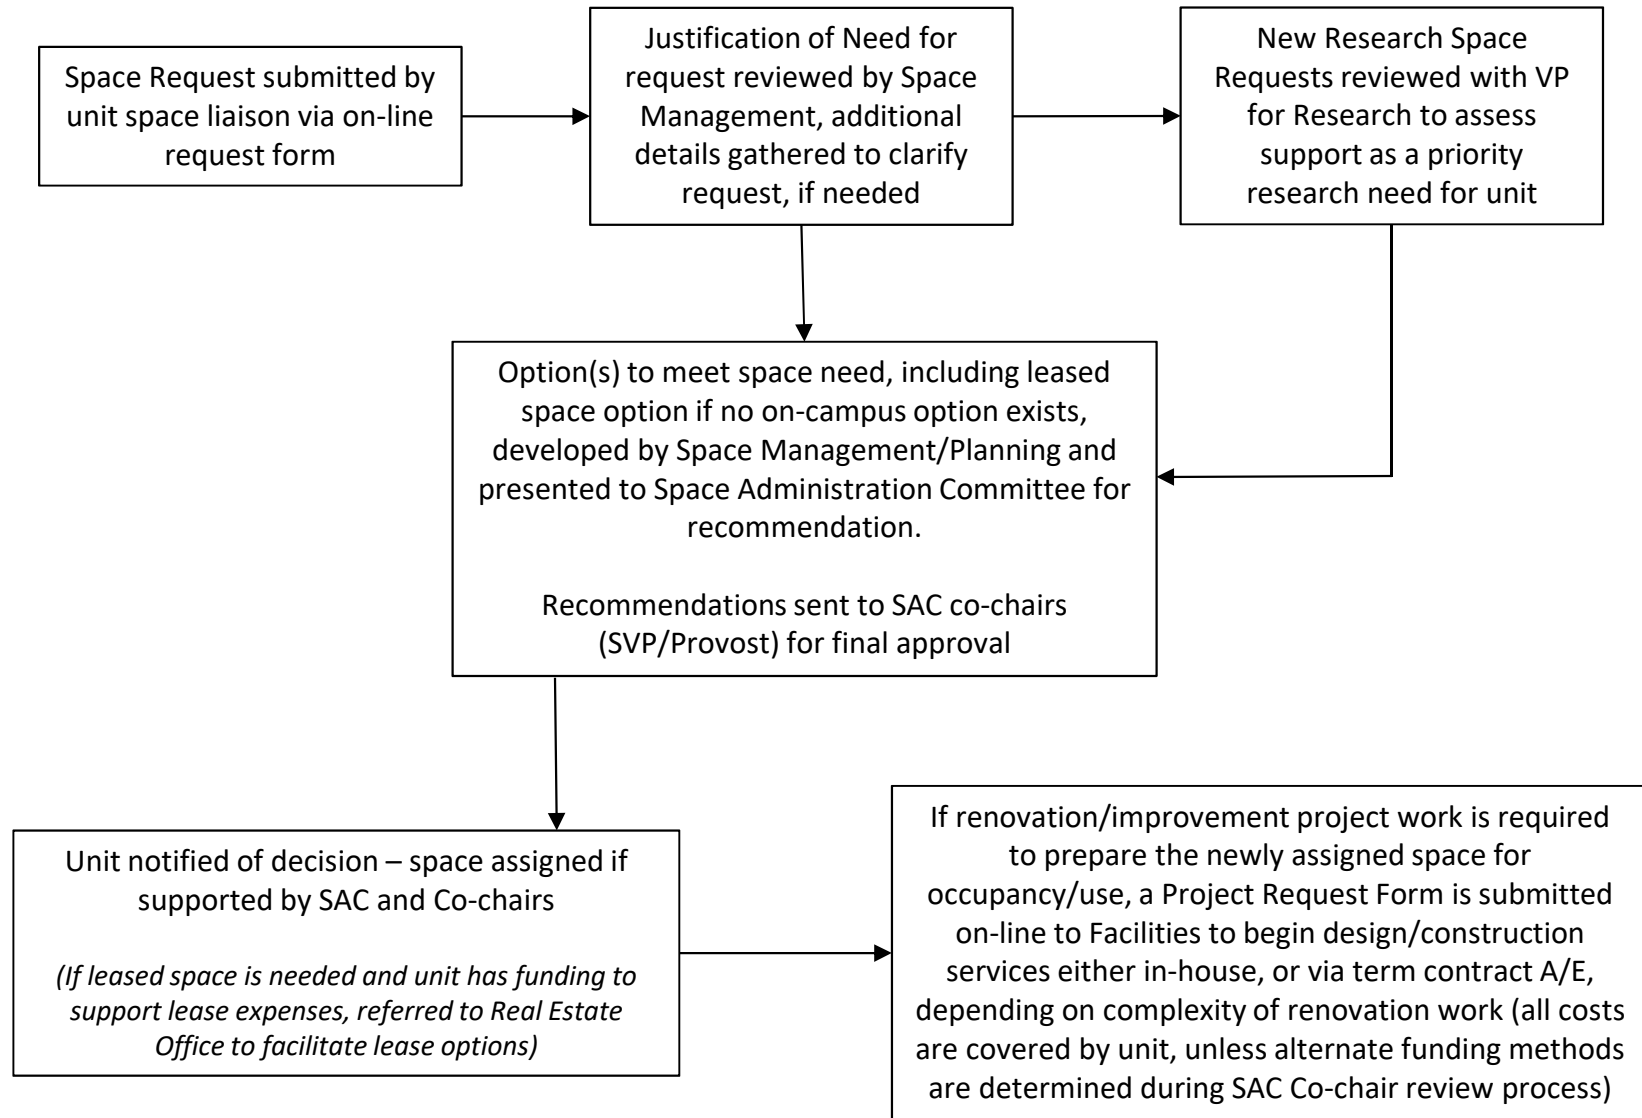 Space Request submitted by
unit space liaison via on-line
request form
Justification of Need for
request reviewed by Space
Management, additional
details gathered to clarify
request, if needed
New Research Space
Requests reviewed with VP
for Research to assess
support as a priority
research need for unit
Option(s) to meet space need, including leased
space option if no on-campus option exists,
developed by Space Management/Planning and
presented to Space Administration Committee for
recommendation.
Recommendations sent to SAC co-chairs
(SVP/Provost) for final approval
Unit notified of decision – space assigned if
supported by SAC and Co-chairs
(If leased space is needed and unit has funding to
support lease expenses, referred to Real Estate
Office to facilitate lease options)
If renovation/improvement project work is required
to prepare the newly assigned space for
occupancy/use, a Project Request Form is submitted
on-line to Facilities to begin design/construction
services either in-house, or via term contract A/E,
depending on complexity of renovation work (all costs
are covered by unit, unless alternate funding methods
are determined during SAC Co-chair review process)